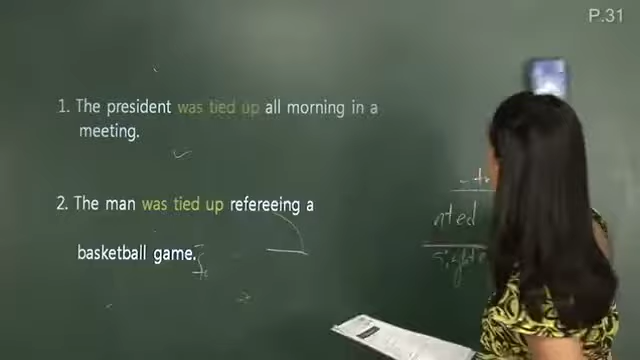 P.31
1. The president was tied up all morning in a
meeting.
2. The man was tied up refereeing a
basketball game.